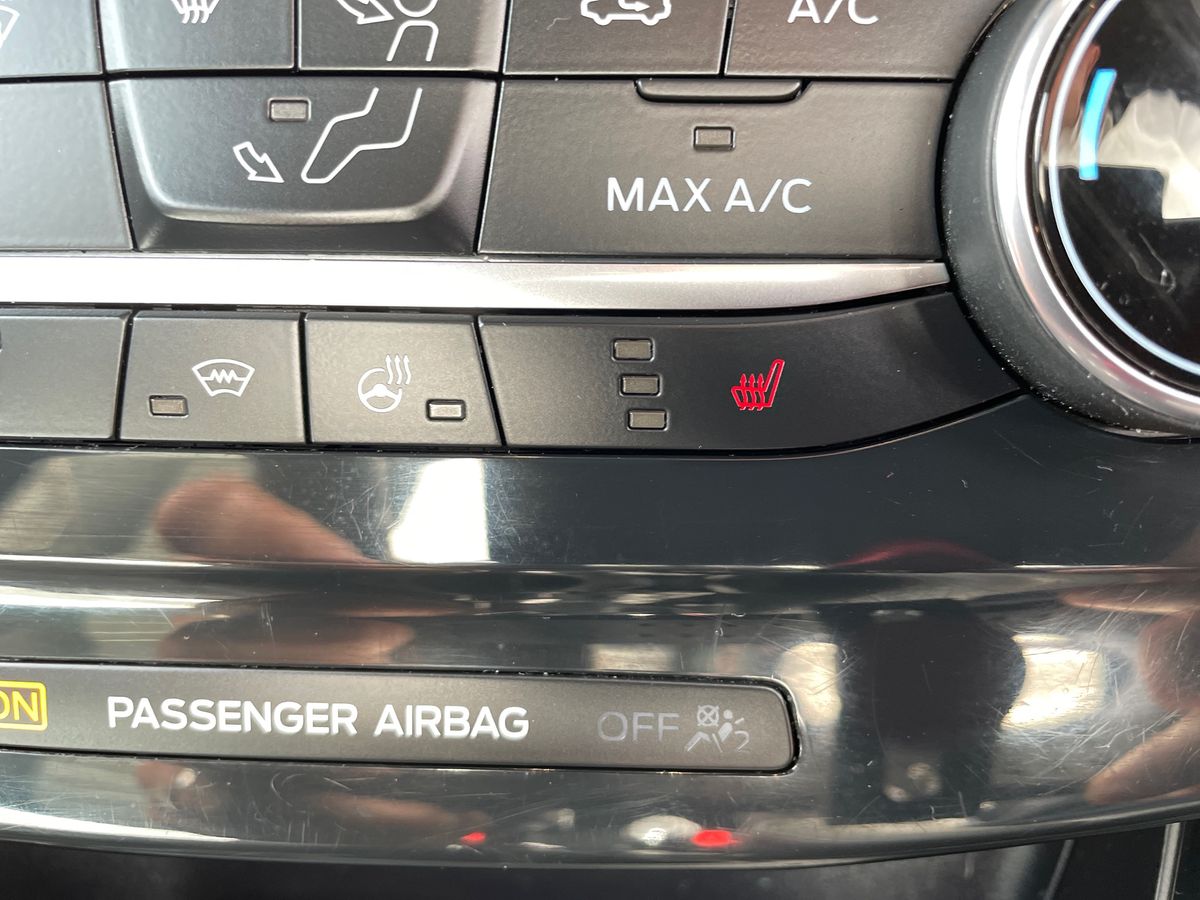 A/C
MAX A/C
ON PASSENGER AIRBAG OFF